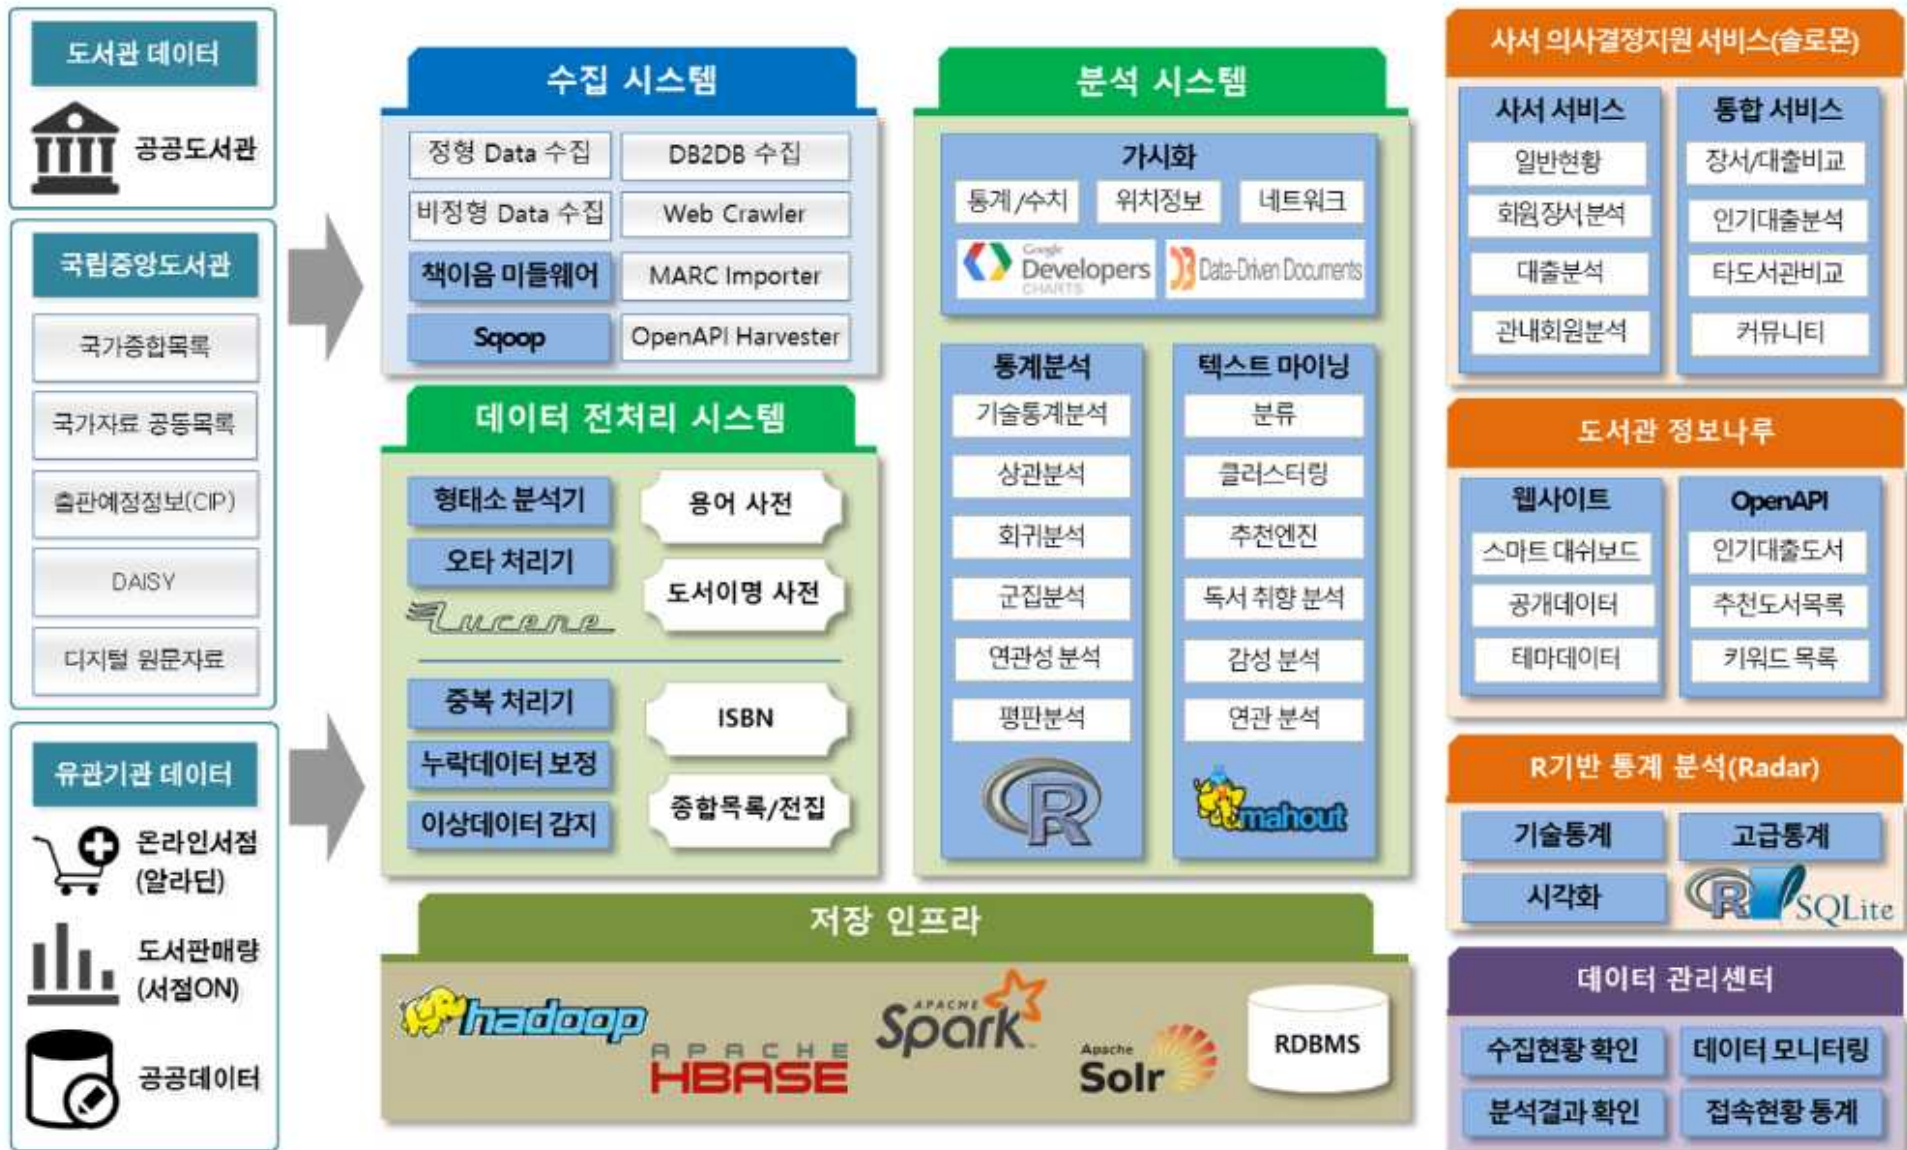 도서관 데이터
공공도서관
국립중앙도서관
국가종합목록
국가자료 공동목록
출판예정정보(CIP)
DAISY
디지털 원문자료
유관기관 데이터
온라인서점
(알라딘)
도서판매량
(서점ON)
공공데이터
수집 시스템
정형 Data 수집
DB2DB 수집
비정형 Data 수집
Web Crawler
책이음 미들웨어
MARC Importer
Sqoop
OpenAPI Harvester
데이터 전처리 시스템
형태소 분석기
용어 사전
오타 처리기
도서이명 사전
Lucene
중복 처리기
ISBN
누락데이터 보정
이상데이터 감지
종합목록/전집
분석 시스템
가시화
통계/수치
위치정보
네트워크
Google
Developers
CHARTS
Data-Driven Documents
통계분석
기술통계분석
상관분석
회귀분석
군집분석
연관성 분석
평판분석
R
텍스트 마이닝
분류
클러스터링
추천엔진
독서 취향 분석
감성 분석
연관 분석
mahout
저장 인프라
hadoop
APACHE
HBASE
APACHE
Spark
Apache
Solr
RDBMS
사서 의사결정지원 서비스(솔로몬)
사서 서비스
일반현황
회원,장서,분석
대출분석
관내회원분석
통합 서비스
장서/대출비교
인기대출분석
타도서관비교
커뮤니티
도서관 정보나루
웹사이트
스마트 대쉬보드
공개데이터
테마데이터
OpenAPI
인기대출도서
추천도서목록
키워드 목록
R기반 통계 분석(Radar)
기술통계
고급통계
시각화
R
SQLite
데이터 관리센터
수집현황 확인
데이터 모니터링
분석결과 확인
접속현황 통계